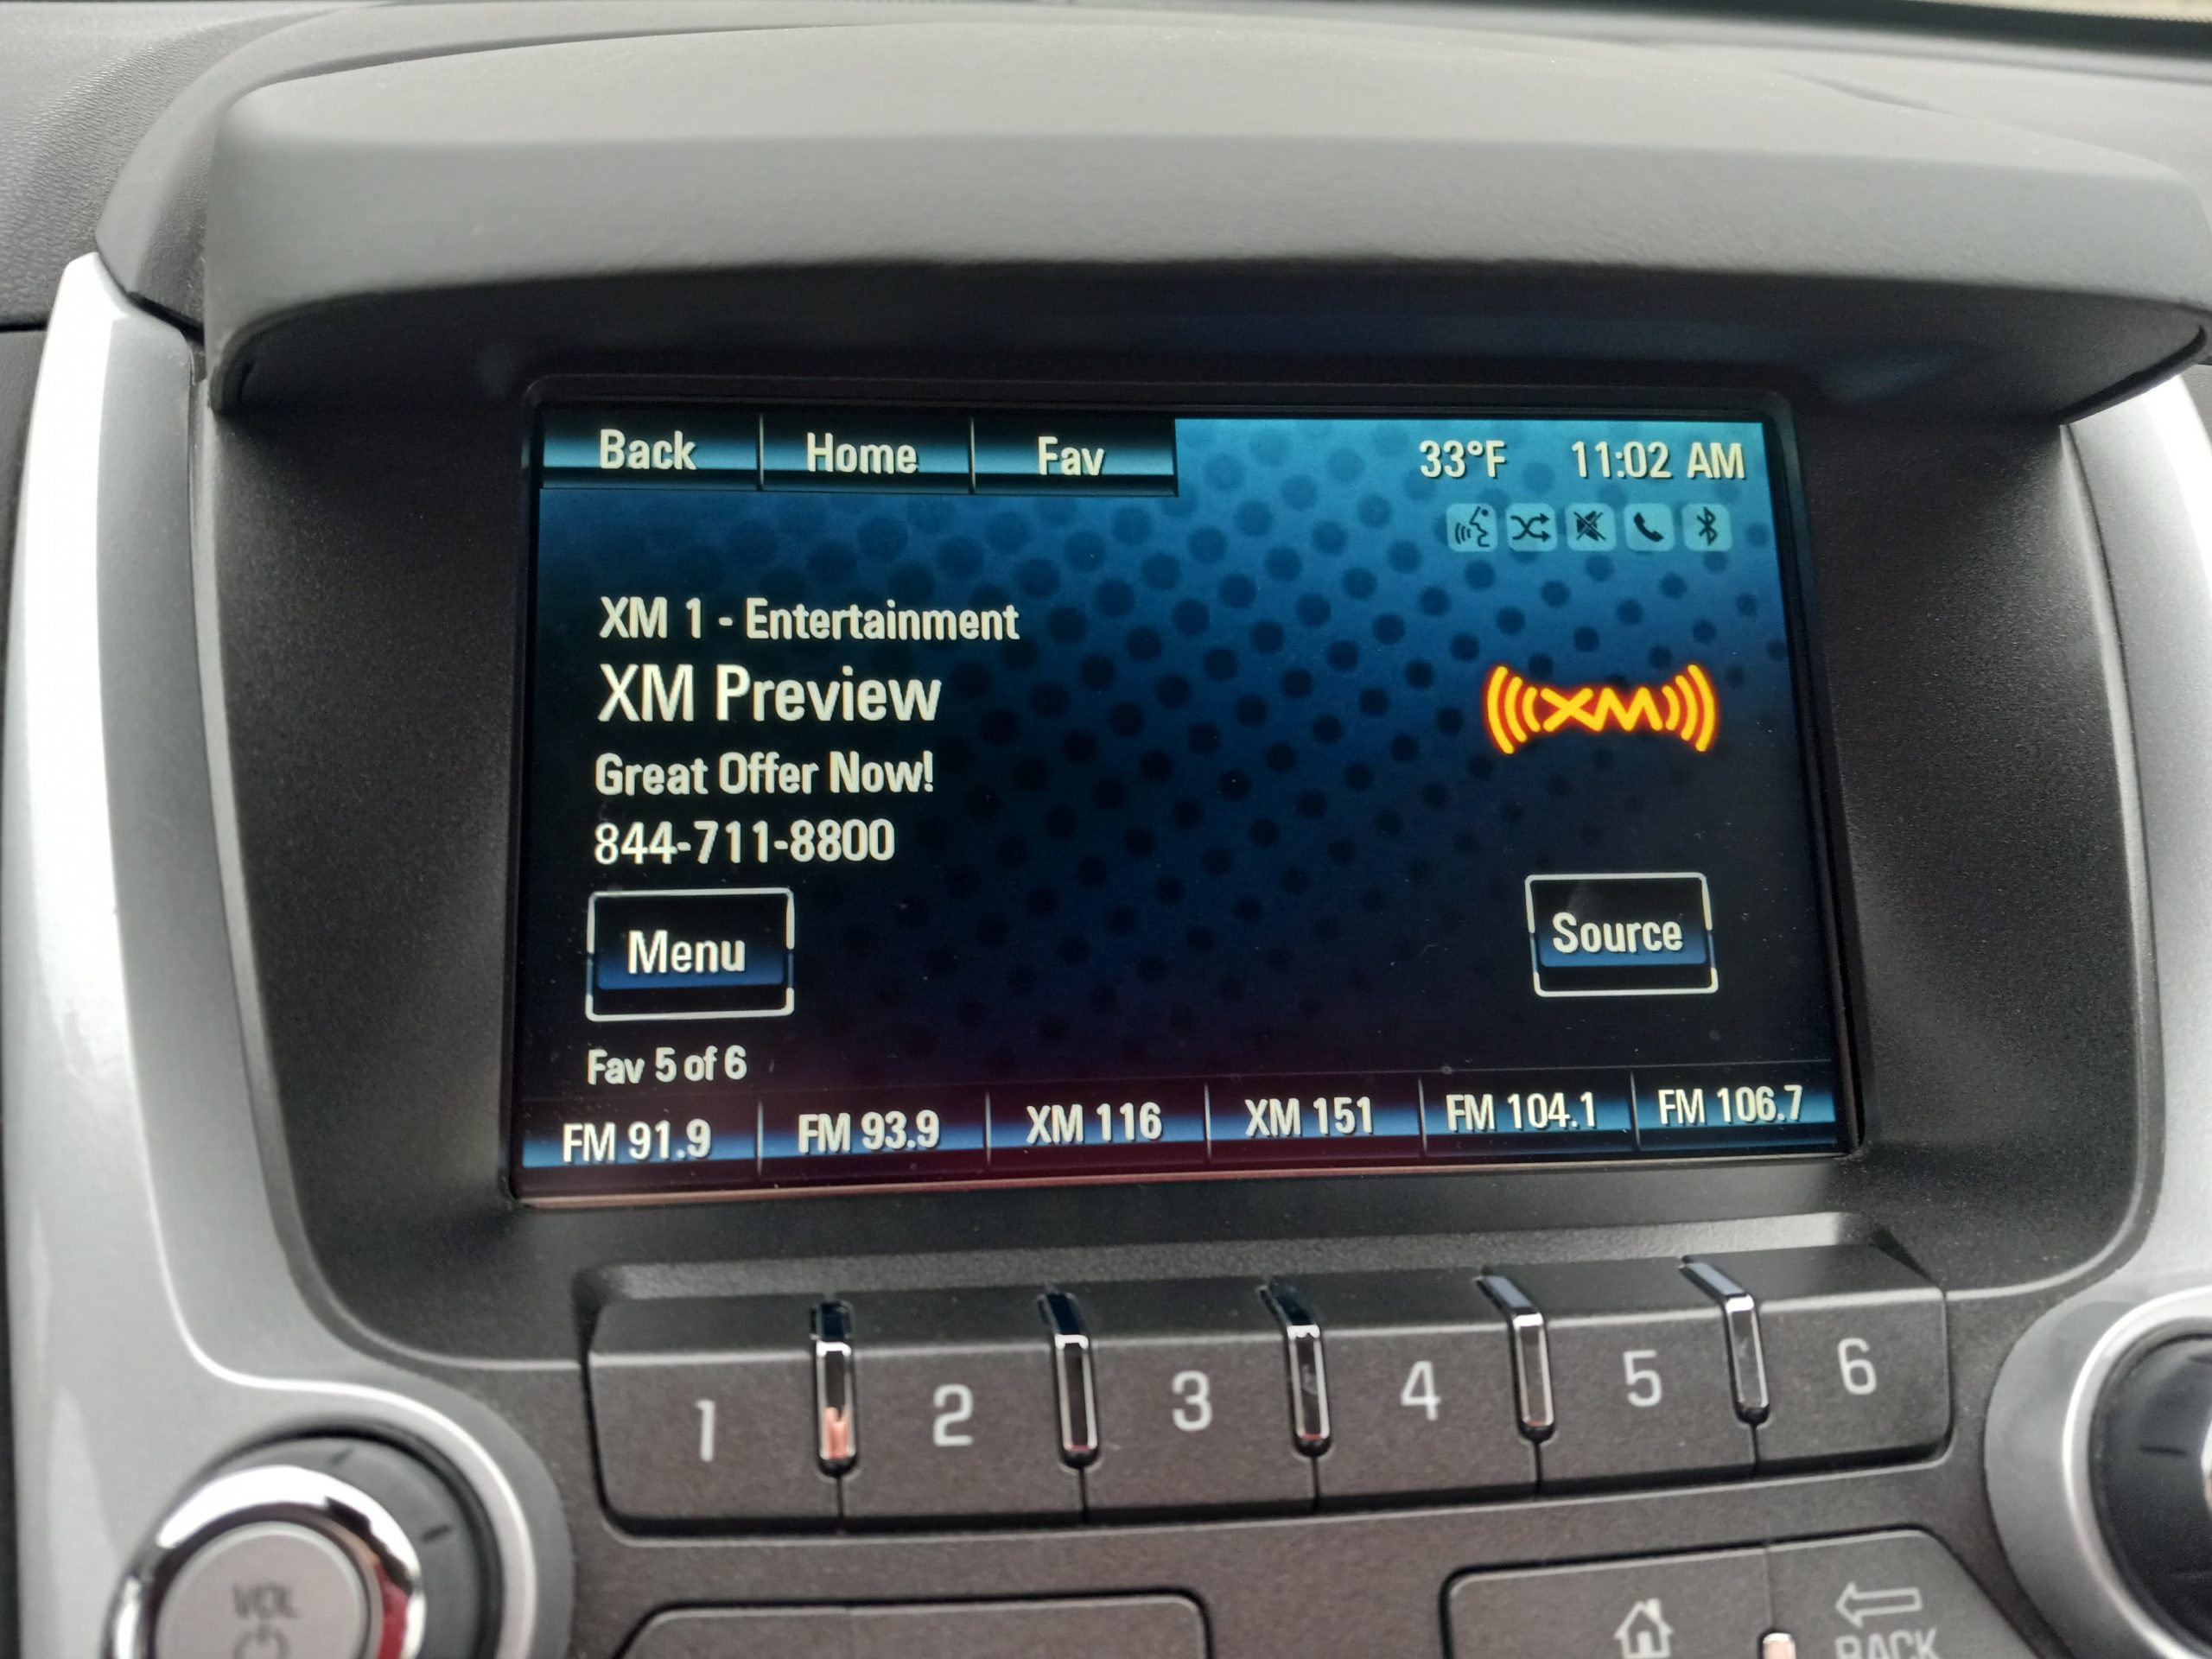 Back Home Fav 33°F 11:02 AM
XM 1 - Entertainment
XM Preview
((( XM )))
Great Offer Now!
844-711-8800
Menu Source
Fav 5 of 6
FM 91.9 FM 93.9 XM 116 XM 151 FM 104.1 FM 106.7
1 2 3 4 5 6
VOL
BACK